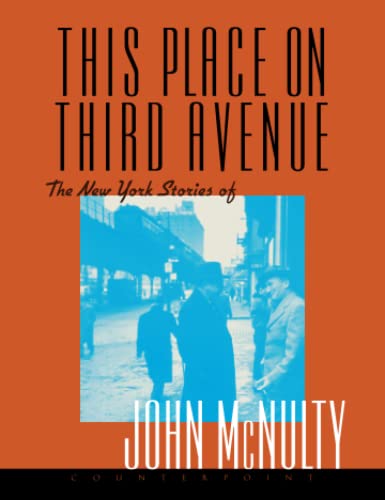 THIS PLACE ON
THIRD AVENUE
The New York Stories of
JOHN McNULTY
COUNTERPOINT